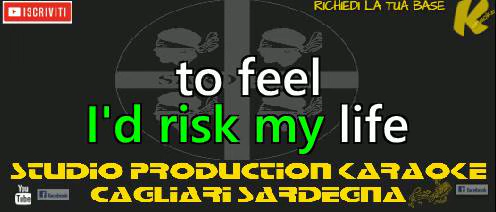 ISCRIVITI
RICHIEDI LA TUA BASE
to feel
I'd risk my life
STUDIO PRODUCTION KARAOKE
CAGLIARI SARDEGNA
You Tube
facebook
facebook